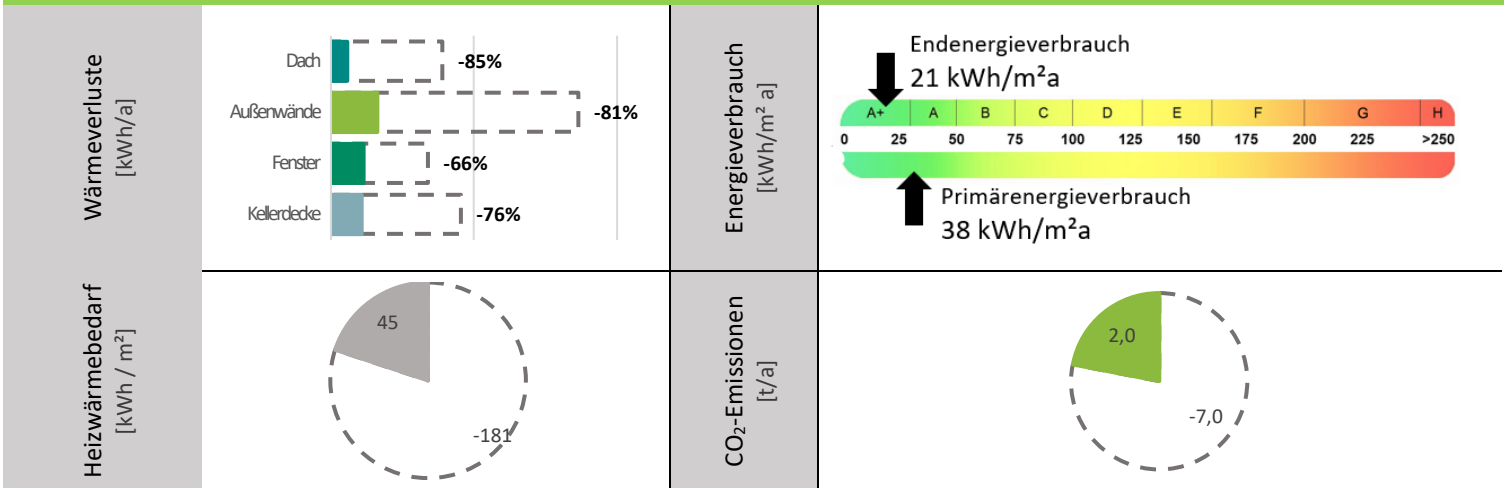 Wärmeverluste
[kWh/a]
Dach
-85%
Außenwände
-81%
Fenster
-66%
Kellerdecke
-76%
Energieverbrauch
[kWh/m² a]
Endenergieverbrauch
21 kWh/m²a
A+ A B C D E F G H
0 25 50 75 100 125 150 175 200 225 >250
Primärenergieverbrauch
38 kWh/m²a
Heizwärmebedarf
[kWh / m²]
45
-181
CO₂-Emissionen
[t/a]
2,0
-7,0